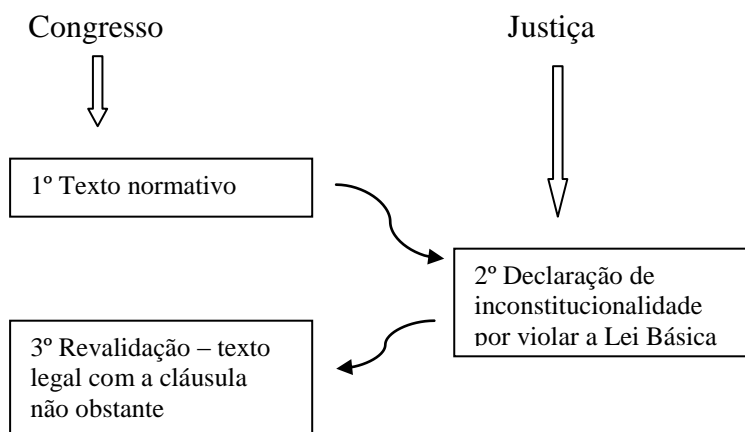 Congresso
Justiça
1º Texto normativo
2º Declaração de
inconstitucionalidade
por violar a Lei Básica
3º Revalidação – texto
legal com a cláusula
não obstante